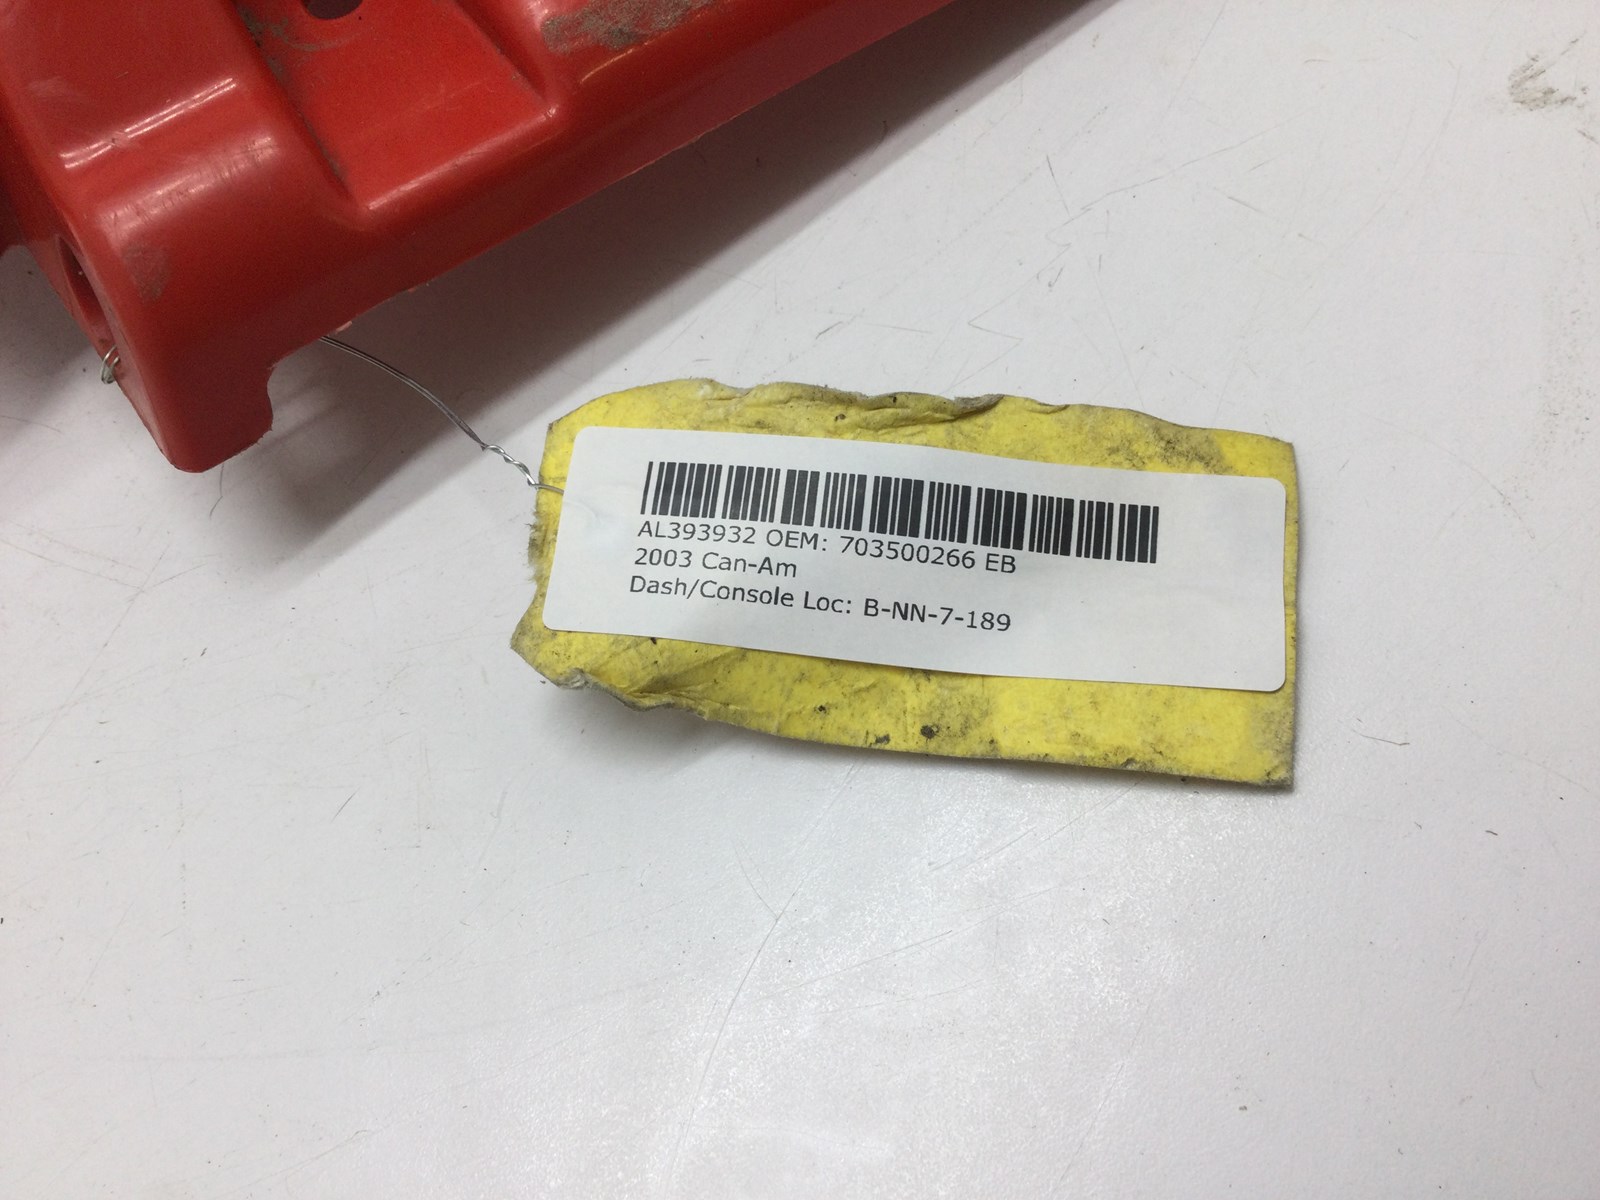 AL393932 OEM: 703500266 EB
2003 Can-Am
Dash/Console Loc: B-NN-7-189